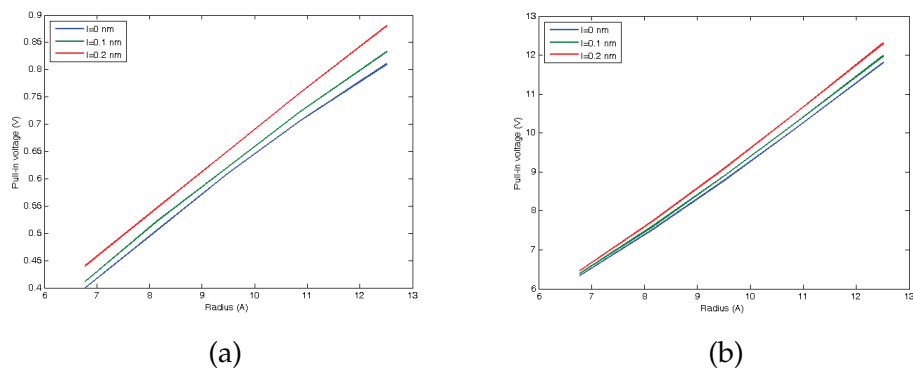 l=0 nm
l=0.1 nm
l=0.2 nm
Pull-in voltage (V)
0.9
0.85
0.8
0.75
0.7
0.65
0.6
0.55
0.5
0.45
0.4
6 7 8 9 10 11 12 13
Radius (A)
(a)
l=0 nm
l=0.1 nm
l=0.2 nm
Pull-in voltage (V)
13
12
11
10
9
8
7
6
6 7 8 9 10 11 12 13
Radius (A)
(b)